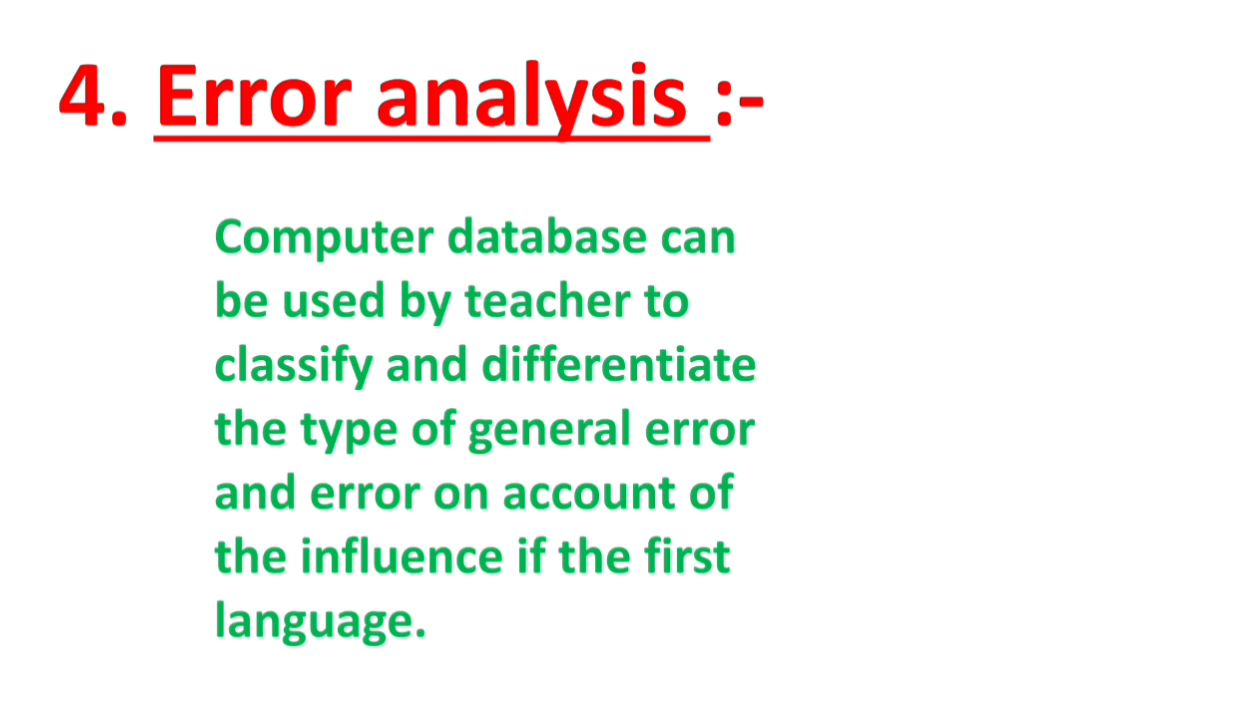 4. Error analysis :-
Computer database can
be used by teacher to
classify and differentiate
the type of general error
and error on account of
the influence if the first
language.